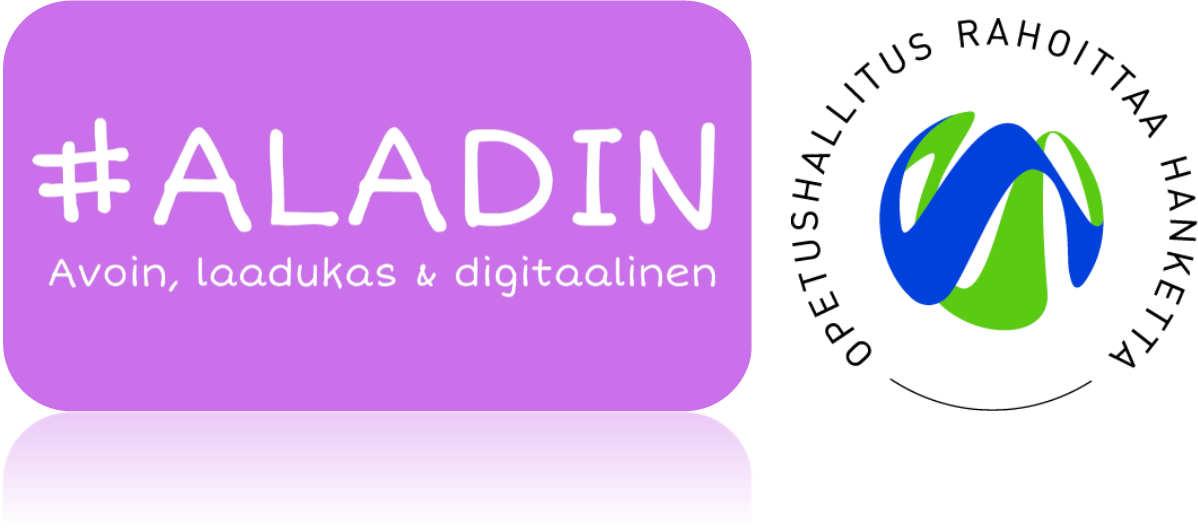 #ALADIN
Avoin, laadukas & digitaalinen
OPETUSHALLITUS RAHOITTAA HANKETTA